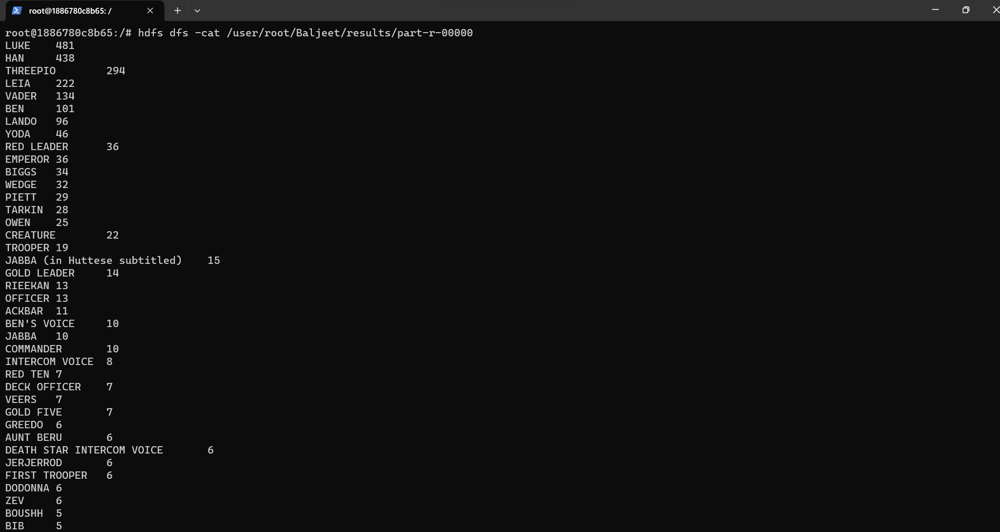 root@1886780c8b65: /
root@1886780c8b65:/# hdfs dfs -cat /user/root/Baljeet/results/part-r-00000
LUKE    481
HAN     438
THREEPIO        294
LEIA    222
VADER   134
BEN     101
LANDO   96
YODA    46
RED LEADER      36
EMPEROR 36
BIGGS   34
WEDGE   32
PIETT   29
TARKIN  28
OWEN    25
CREATURE        22
TROOPER 19
JABBA (in Huttese subtitled)    15
GOLD LEADER     14
RIEEKAN 13
OFFICER 13
ACKBAR  11
BEN'S VOICE     10
JABBA   10
COMMANDER       10
INTERCOM VOICE  8
RED TEN 7
DECK OFFICER    7
VEERS   7
GOLD FIVE       7
GREEDO  6
AUNT BERU       6
DEATH STAR INTERCOM VOICE       6
JERJERROD       6
FIRST TROOPER   6
DODONNA 6
ZEV     6
BOUSHH  5
BIB     5